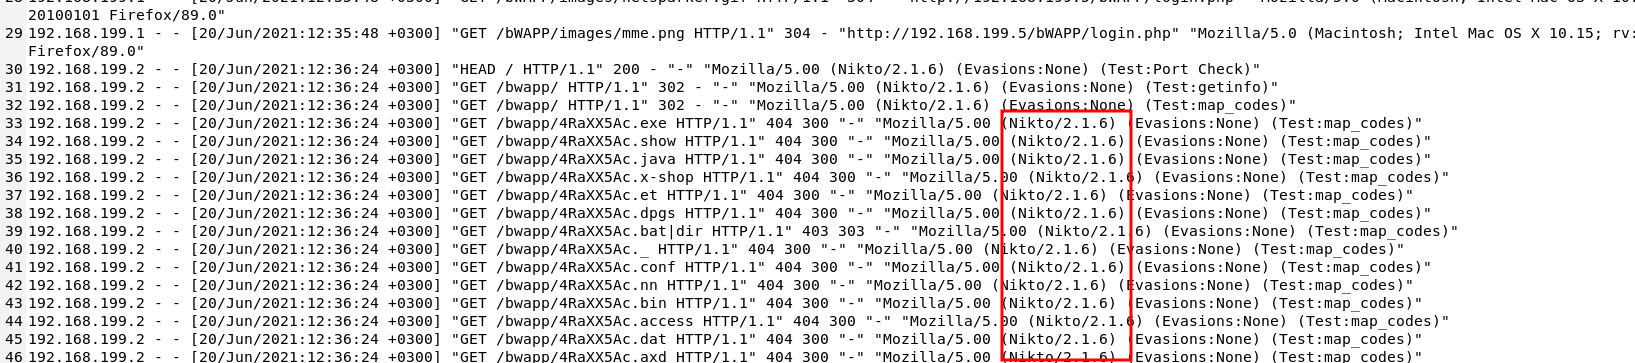 20100101 Firefox/89.0"
29 192.168.199.1 - - [20/Jun/2021:12:35:48 +0300] "GET /bWAPP/images/mme.png HTTP/1.1" 304 - "http://192.168.199.5/bWAPP/login.php" "Mozilla/5.0 (Macintosh; Intel Mac OS X 10.15; rv:
Firefox/89.0"
30 192.168.199.2 - - [20/Jun/2021:12:36:24 +0300] "HEAD / HTTP/1.1" 200 - "-" "Mozilla/5.00 (Nikto/2.1.6) (Evasions:None) (Test:Port Check)"
31 192.168.199.2 - - [20/Jun/2021:12:36:24 +0300] "GET /bwapp/ HTTP/1.1" 302 - "-" "Mozilla/5.00 (Nikto/2.1.6) (Evasions:None) (Test:getinfo)"
32 192.168.199.2 - - [20/Jun/2021:12:36:24 +0300] "GET /bwapp/ HTTP/1.1" 302 - "-" "Mozilla/5.00 (Nikto/2.1.6) (Evasions:None) (Test:map_codes)"
33 192.168.199.2 - - [20/Jun/2021:12:36:24 +0300] "GET /bwapp/4RaXX5Ac.exe HTTP/1.1" 404 300 "-" "Mozilla/5.00 (Nikto/2.1.6) (Evasions:None) (Test:map_codes)"
34 192.168.199.2 - - [20/Jun/2021:12:36:24 +0300] "GET /bwapp/4RaXX5Ac.show HTTP/1.1" 404 300 "-" "Mozilla/5.00 (Nikto/2.1.6) (Evasions:None) (Test:map_codes)"
35 192.168.199.2 - - [20/Jun/2021:12:36:24 +0300] "GET /bwapp/4RaXX5Ac.java HTTP/1.1" 404 300 "-" "Mozilla/5.00 (Nikto/2.1.6) (Evasions:None) (Test:map_codes)"
36 192.168.199.2 - - [20/Jun/2021:12:36:24 +0300] "GET /bwapp/4RaXX5Ac.x-shop HTTP/1.1" 404 300 "-" "Mozilla/5.00 (Nikto/2.1.6) (Evasions:None) (Test:map_codes)"
37 192.168.199.2 - - [20/Jun/2021:12:36:24 +0300] "GET /bwapp/4RaXX5Ac.et HTTP/1.1" 404 300 "-" "Mozilla/5.00 (Nikto/2.1.6) (Evasions:None) (Test:map_codes)"
38 192.168.199.2 - - [20/Jun/2021:12:36:24 +0300] "GET /bwapp/4RaXX5Ac.dpgs HTTP/1.1" 404 300 "-" "Mozilla/5.00 (Nikto/2.1.6) (Evasions:None) (Test:map_codes)"
39 192.168.199.2 - - [20/Jun/2021:12:36:24 +0300] "GET /bwapp/4RaXX5Ac.bat|dir HTTP/1.1" 403 303 "-" "Mozilla/5.00 (Nikto/2.1.6) (Evasions:None) (Test:map_codes)"
40 192.168.199.2 - - [20/Jun/2021:12:36:24 +0300] "GET /bwapp/4RaXX5Ac._ HTTP/1.1" 404 300 "-" "Mozilla/5.00 (Nikto/2.1.6) (Evasions:None) (Test:map_codes)"
41 192.168.199.2 - - [20/Jun/2021:12:36:24 +0300] "GET /bwapp/4RaXX5Ac.conf HTTP/1.1" 404 300 "-" "Mozilla/5.00 (Nikto/2.1.6) (Evasions:None) (Test:map_codes)"
42 192.168.199.2 - - [20/Jun/2021:12:36:24 +0300] "GET /bwapp/4RaXX5Ac.nn HTTP/1.1" 404 300 "-" "Mozilla/5.00 (Nikto/2.1.6) (Evasions:None) (Test:map_codes)"
43 192.168.199.2 - - [20/Jun/2021:12:36:24 +0300] "GET /bwapp/4RaXX5Ac.bin HTTP/1.1" 404 300 "-" "Mozilla/5.00 (Nikto/2.1.6) (Evasions:None) (Test:map_codes)"
44 192.168.199.2 - - [20/Jun/2021:12:36:24 +0300] "GET /bwapp/4RaXX5Ac.access HTTP/1.1" 404 300 "-" "Mozilla/5.00 (Nikto/2.1.6) (Evasions:None) (Test:map_codes)"
45 192.168.199.2 - - [20/Jun/2021:12:36:24 +0300] "GET /bwapp/4RaXX5Ac.dat HTTP/1.1" 404 300 "-" "Mozilla/5.00 (Nikto/2.1.6) (Evasions:None) (Test:map_codes)"
46 192.168.199.2 - - [20/Jun/2021:12:36:24 +0300] "GET /bwapp/4RaXX5Ac.axd HTTP/1.1" 404 300 "-" "Mozilla/5.00 (Nikto/2.1.6) (Evasions:None) (Test:map_codes)"